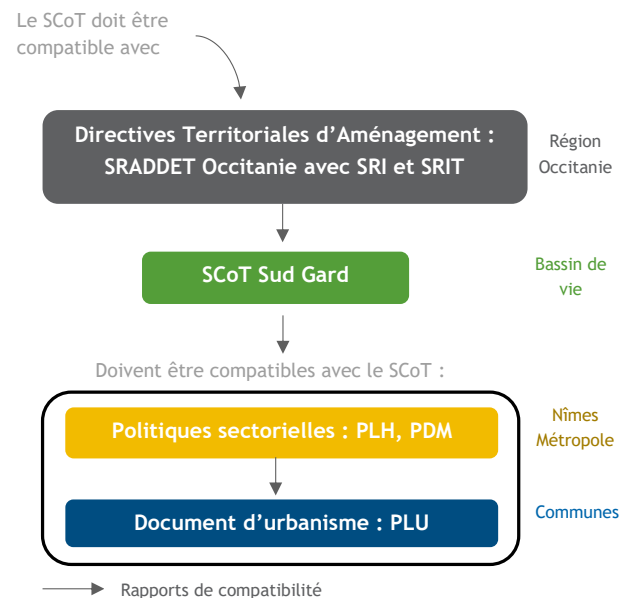 Le SCoT doit être
compatible avec
Directives Territoriales d’Aménagement :
SRADDET Occitanie avec SRI et SRIT
Région
Occitanie
SCoT Sud Gard
Bassin de
vie
Doivent être compatibles avec le SCoT :
Politiques sectorielles : PLH, PDM
Nîmes
Métropole
Document d’urbanisme : PLU
Communes
Rapports de compatibilité